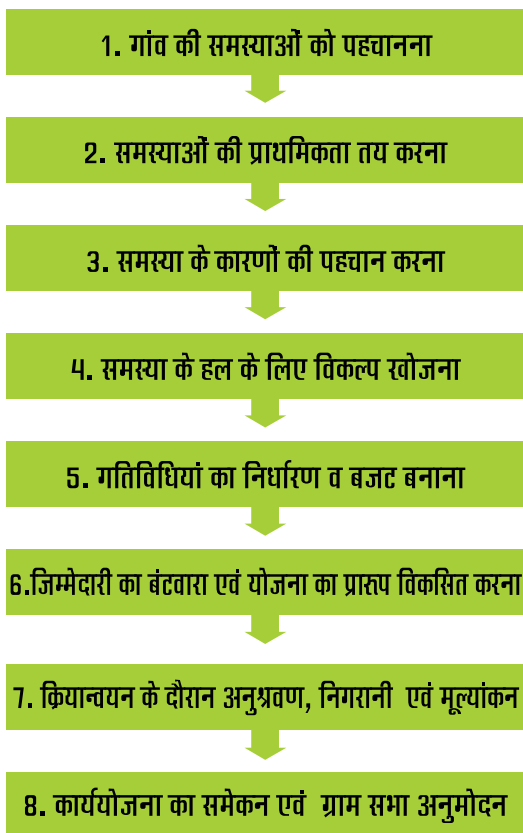 1. गांव की समस्याओं को पहचानना
2. समस्याओं की प्राथमिकता तय करना
3. समस्या के कारणों की पहचान करना
4. समस्या के हल के लिए विकल्प खोजना
5. गतिविधियां का निर्धारण व बजट बनाना
6.जिम्मेदारी का बंटवारा एवं योजना का प्रारुप विकसित करना
7. क्रियान्वयन के दौरान अनुश्रवण, निगरानी एवं मूल्यांकन
8. कार्ययोजना का समेकन एवं ग्राम सभा अनुमोदन